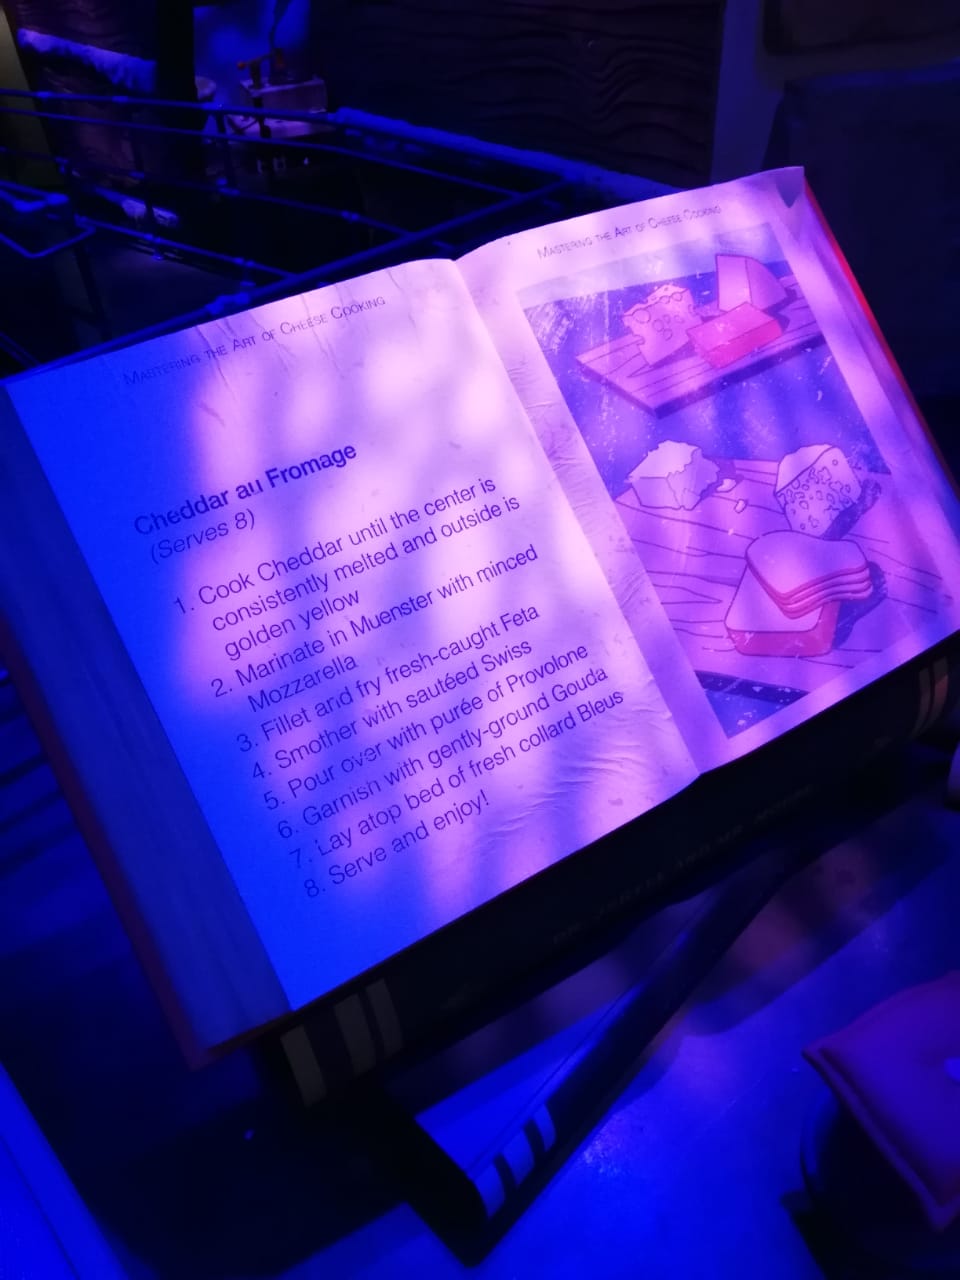 Mastering the Art of Cheese Cooking
Cheddar au Fromage
(Serves 8)
1. Cook Cheddar until the center is
consistently melted and outside is
golden yellow
2. Marinate in Muenster with minced
Mozzarella
3. Fillet and fry fresh-caught Feta
4. Smother with sautéed Swiss
5. Pour over with purée of Provolone
6. Garnish with gently-ground Gouda
7. Lay atop bed of fresh collard Bleus
8. Serve and enjoy!
Mastering the Art of Cheese Cooking